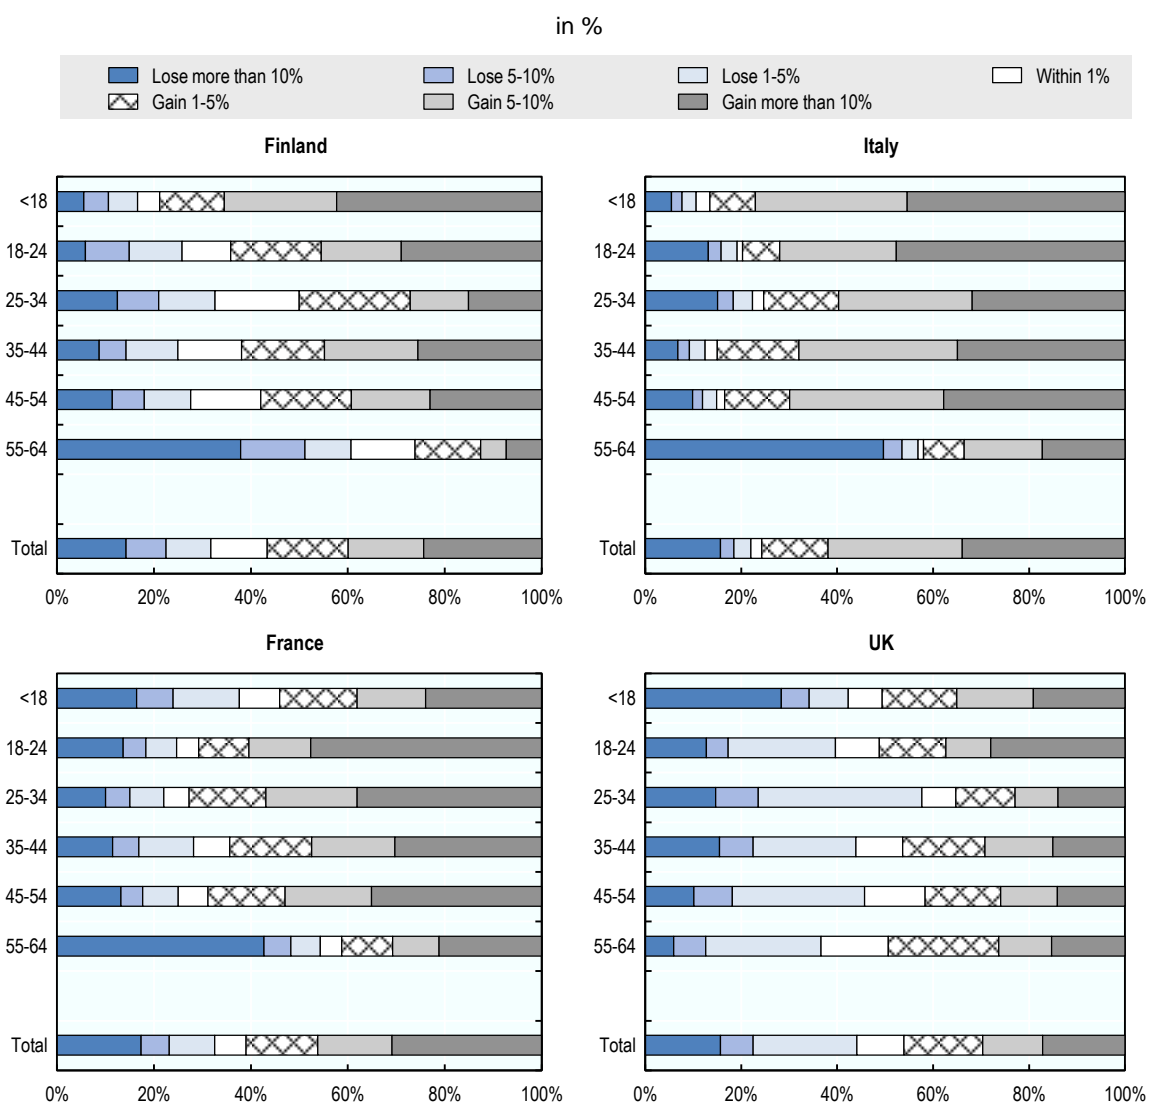 in %
Lose more than 10% Lose 5-10% Lose 1-5% Within 1%
Gain 1-5% Gain 5-10% Gain more than 10%
Finland
<18
18-24
25-34
35-44
45-54
55-64
Total
0% 20% 40% 60% 80% 100%
Italy
<18
18-24
25-34
35-44
45-54
55-64
Total
0% 20% 40% 60% 80% 100%
France
<18
18-24
25-34
35-44
45-54
55-64
Total
0% 20% 40% 60% 80% 100%
UK
<18
18-24
25-34
35-44
45-54
55-64
Total
0% 20% 40% 60% 80% 100%